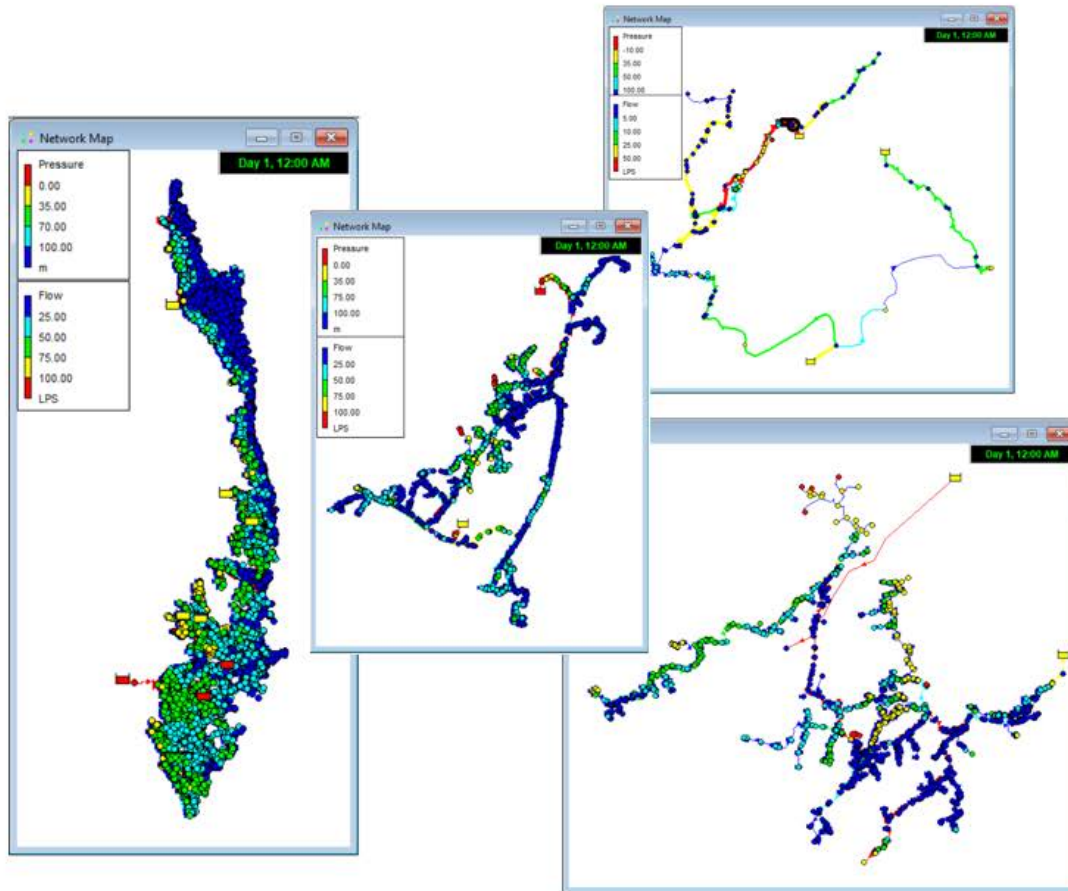 Network Map
Day 1, 12:00 AM
Pressure
0.00
35.00
70.00
100.00
m
Flow
25.00
50.00
75.00
100.00
LPS
Network Map
Day 1, 12:00 AM
Pressure
0.00
35.00
75.00
100.00
m
Flow
25.00
50.00
75.00
100.00
LPS
Network Map
Day 1, 12:00 AM
Pressure
-10.00
35.00
50.00
100.00
Flow
5.00
10.00
25.00
50.00
LPS
Day 1, 12:00 AM